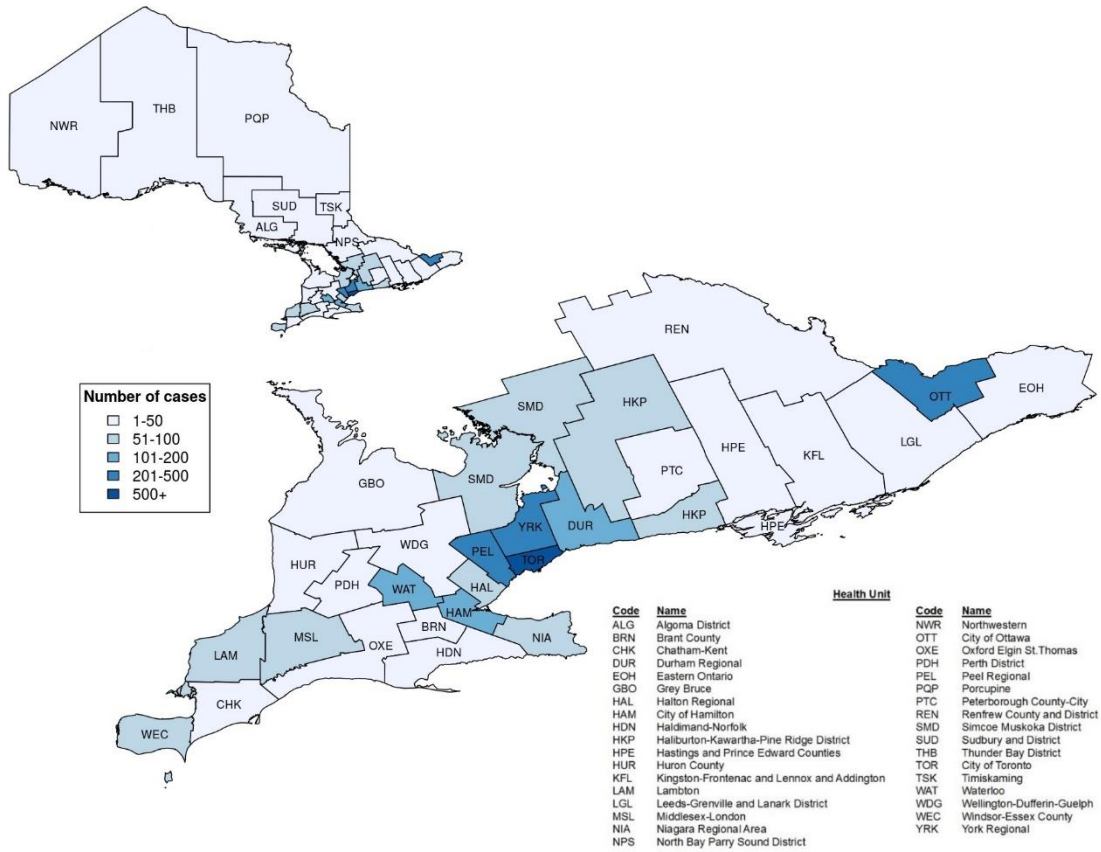 NWR
THB
PQP
SUD
TSK
ALG
NPS
Number of cases
1-50
51-100
101-200
201-500
500+
REN
SMD
HKP
OTT
EOH
LGL
HPE
KFL
PTC
GBO
SMD
YRK
DUR
HKP
HPE
WDG
PEL
TOR
HUR
PDH
WAT
HAL
HAM
BRN
MSL
OXE
NIA
LAM
HDN
CHK
WEC
Health Unit
Code Name
ALG Algoma District
BRN Brant County
CHK Chatham-Kent
DUR Durham Regional
EOH Eastern Ontario
GBO Grey Bruce
HAL Halton Regional
HAM City of Hamilton
HDN Haldimand-Norfolk
HKP Haliburton-Kawartha-Pine Ridge District
HPE Hastings and Prince Edward Counties
HUR Huron County
KFL Kingston-Frontenac and Lennox and Addington
LAM Lambton
LGL Leeds-Grenville and Lanark District
MSL Middlesex-London
NIA Niagara Regional Area
NPS North Bay Parry Sound District
Code Name
NWR Northwestern
OTT City of Ottawa
OXE Oxford Elgin St.Thomas
PDH Perth District
PEL Peel Regional
PQP Porcupine
PTC Peterborough County-City
REN Renfrew County and District
SMD Simcoe Muskoka District
SUD Sudbury and District
THB Thunder Bay District
TOR City of Toronto
TSK Timiskaming
WAT Waterloo
WDG Wellington-Dufferin-Guelph
WEC Windsor-Essex County
YRK York Regional